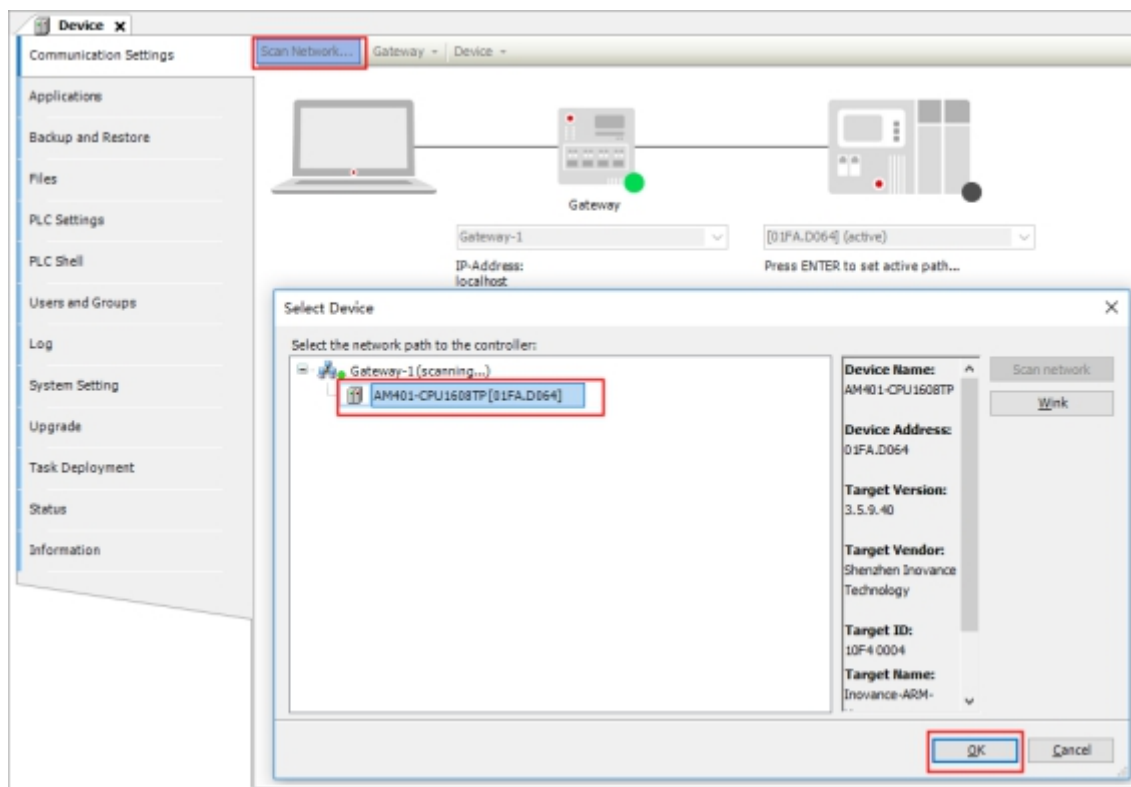 Device x
Communication Settings
Applications
Backup and Restore
Files
PLC Settings
PLC Shell
Users and Groups
Log
System Setting
Upgrade
Task Deployment
Status
Information
Scan Network... Gateway Device
Gateway
Gateway-1
IP-Address:
localhost
[01FA.D064] (active)
Press ENTER to set active path...
Select Device
Select the network path to the controller:
Gateway-1 (scanning...)
AM401-CPU1608TP [01FA.D064]
Device Name:
AM401-CPU1608TP
Device Address:
01FA.D064
Target Version:
3.5.9.40
Target Vendor:
Shenzhen Inovance
Technology
Target ID:
10F4 0004
Target Name:
Inovance-ARM-
Scan network
Wink
OK
Cancel